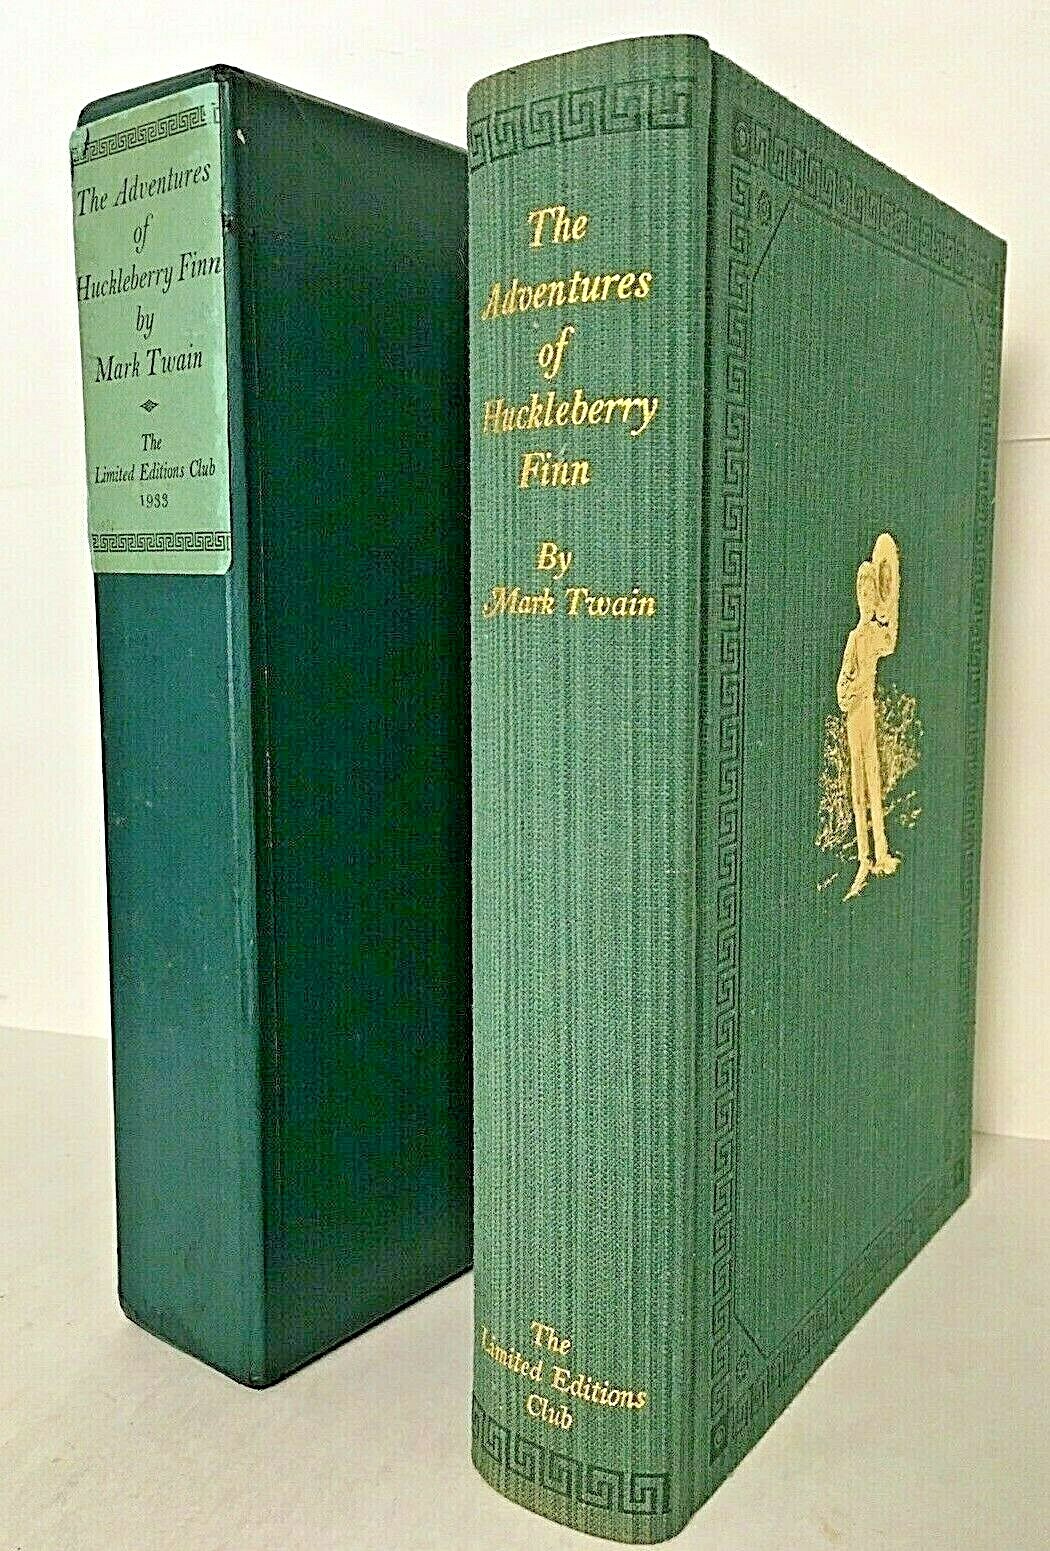 The Adventures
of
Huckleberry Finn
by
Mark Twain
The
Limited Editions Club
1933
The
Adventures
of
Huckleberry
Finn
By
Mark Twain
The
Limited Editions
Club